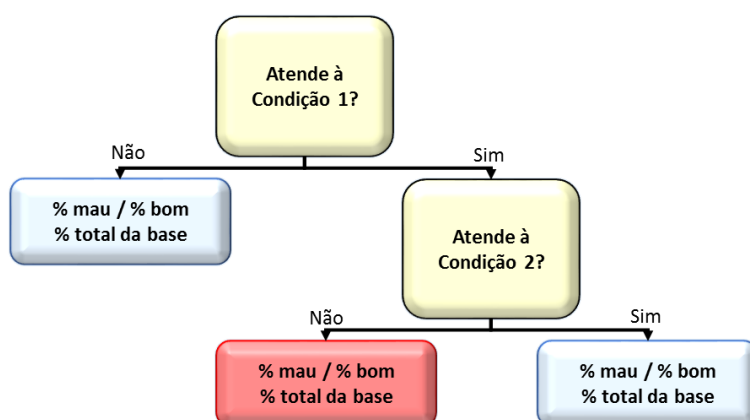 Atende à
Condição 1?
Não
Sim
% mau / % bom
% total da base
Atende à
Condição 2?
Não
Sim
% mau / % bom
% total da base
% mau / % bom
% total da base